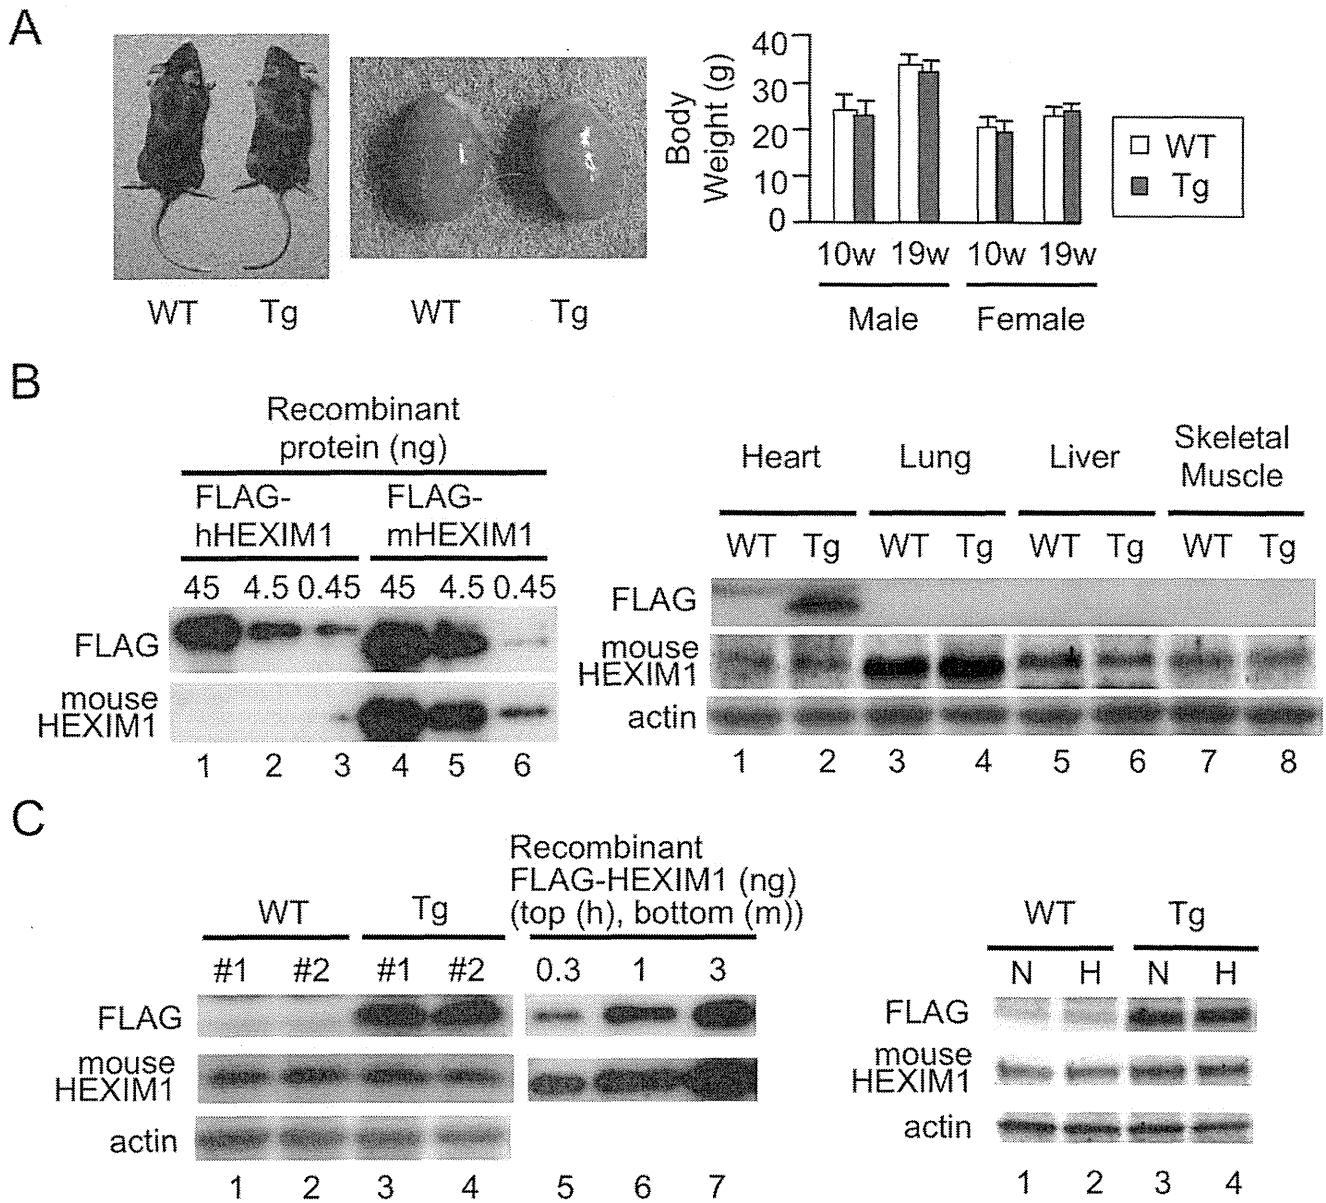 A
WT Tg
WT Tg
Body Weight (g)
40
30
20
10
0
10w 19w 10w 19w
Male Female
WT
Tg
B
Recombinant
protein (ng)
FLAG-
hHEXIM1
FLAG-
mHEXIM1
45 4.5 0.45 45 4.5 0.45
FLAG
mouse
HEXIM1
1 2 3 4 5 6
Heart Lung Liver Skeletal
Muscle
WT Tg WT Tg WT Tg WT Tg
FLAG
mouse
HEXIM1
actin
1 2 3 4 5 6 7 8
C
WT Tg
Recombinant
FLAG-HEXIM1 (ng)
(top (h), bottom (m))
#1 #2 #1 #2 0.3 1 3
FLAG
mouse
HEXIM1
actin
1 2 3 4 5 6 7
WT Tg
N H N H
FLAG
mouse
HEXIM1
actin
1 2 3 4